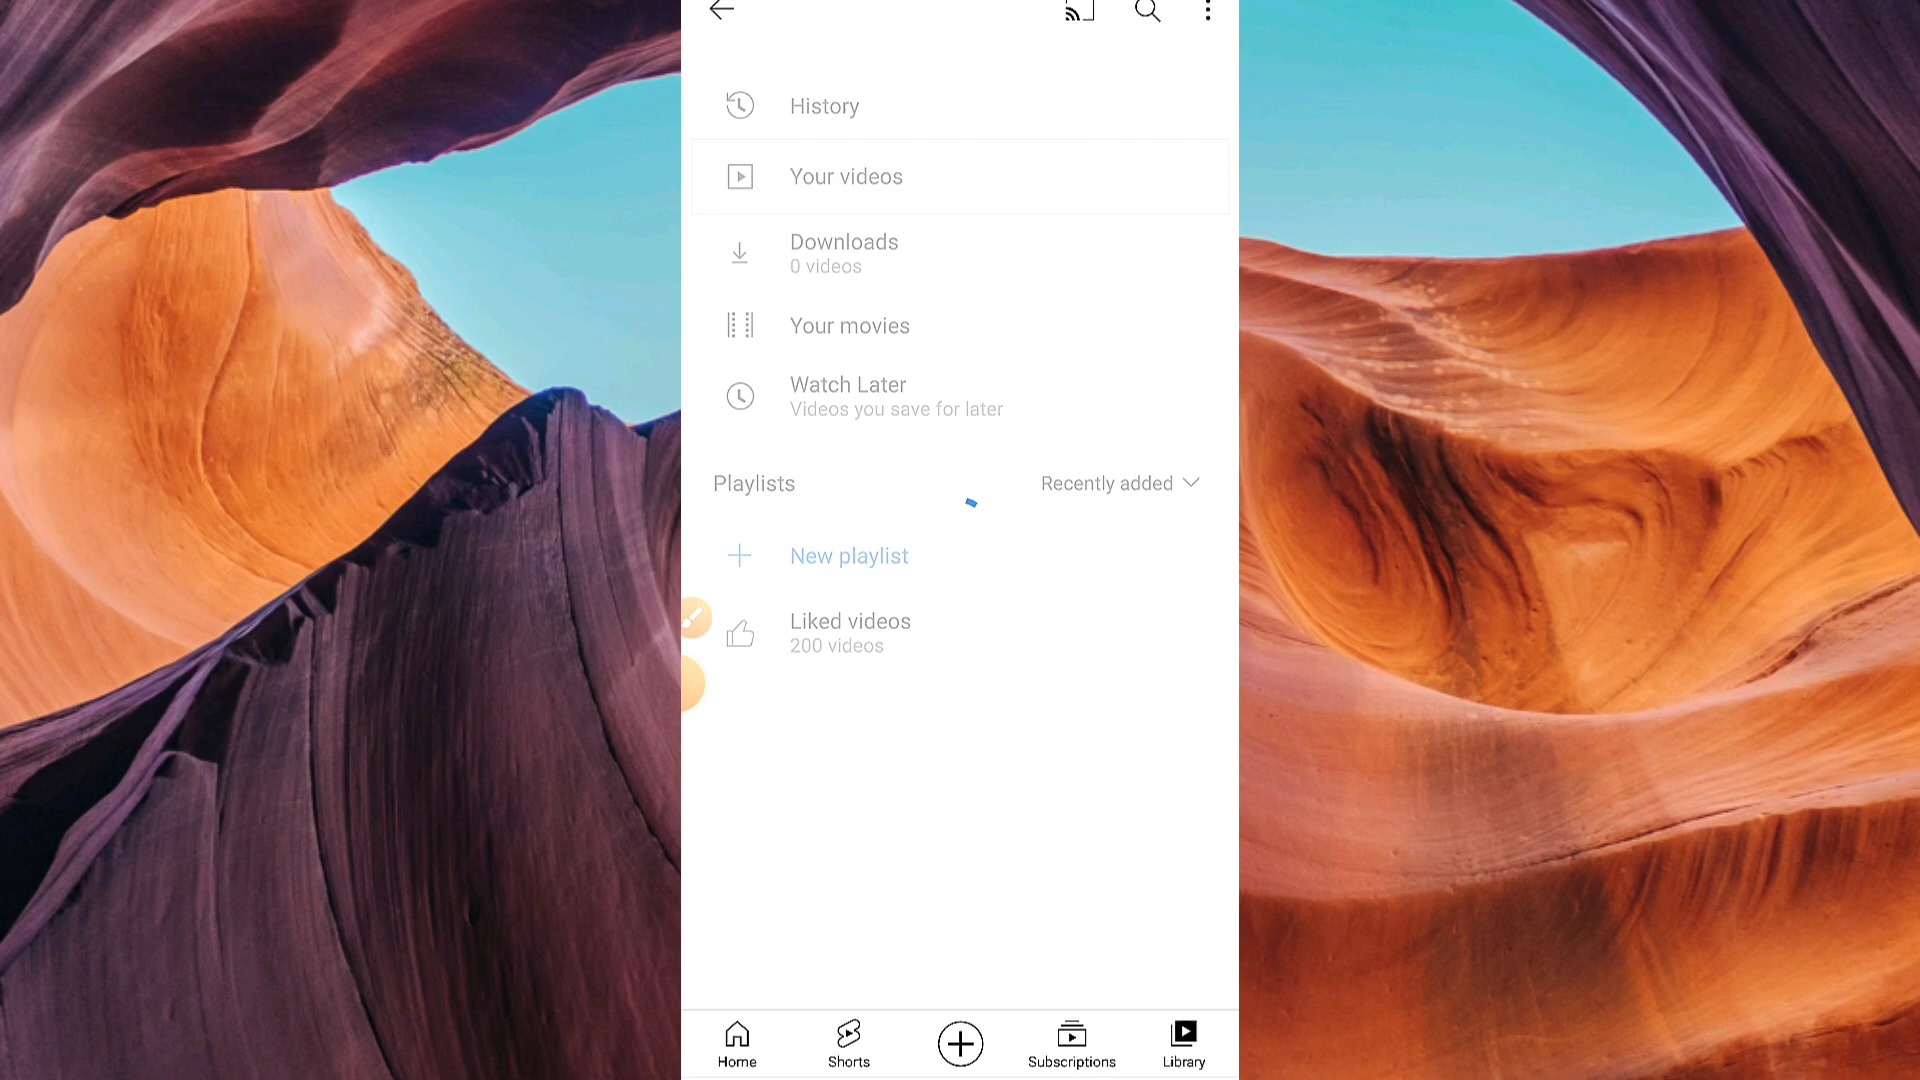 History
Your videos
Downloads
0 videos
Your movies
Watch Later
Videos you save for later
Playlists
Recently added
New playlist
Liked videos
200 videos
Home
Shorts
Subscriptions
Library